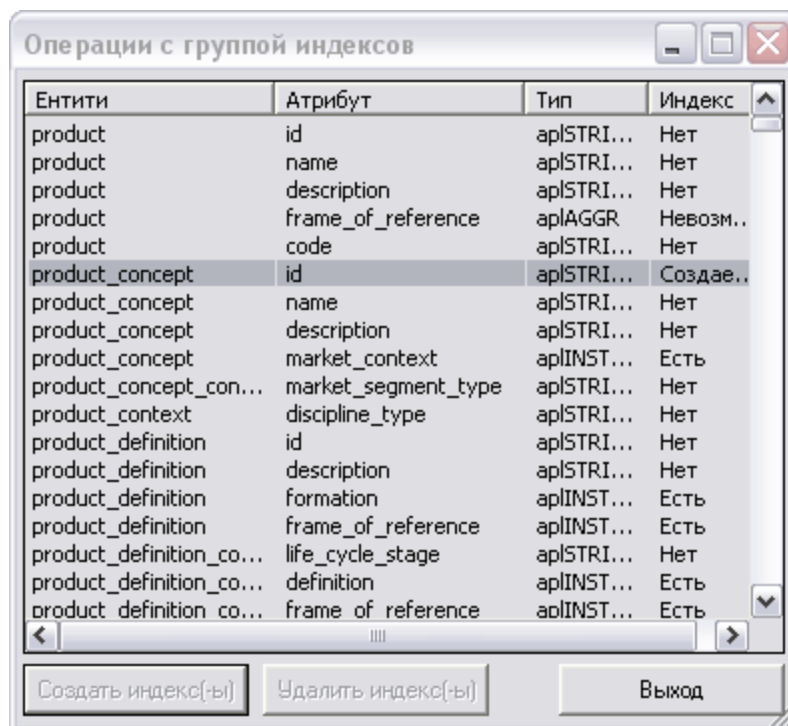 Операции с группой индексов
Ентити Атрибут Тип Индекс
product id aplSTRI... Нет
product name aplSTRI... Нет
product description aplSTRI... Нет
product frame_of_reference aplAGGR Невозм..
product code aplSTRI... Нет
product_concept id aplSTRI... Создае..
product_concept name aplSTRI... Нет
product_concept description aplSTRI... Нет
product_concept market_context aplINST... Есть
product_concept_con... market_segment_type aplSTRI... Нет
product_context discipline_type aplSTRI... Нет
product_definition id aplSTRI... Нет
product_definition description aplSTRI... Нет
product_definition formation aplINST... Есть
product_definition frame_of_reference aplINST... Есть
product_definition_co... life_cycle_stage aplSTRI... Нет
product_definition_co... definition aplINST... Есть
product_definition_co... frame_of_reference aplINST... Есть
Создать индекс(-ы) Удалить индекс(-ы) Выход